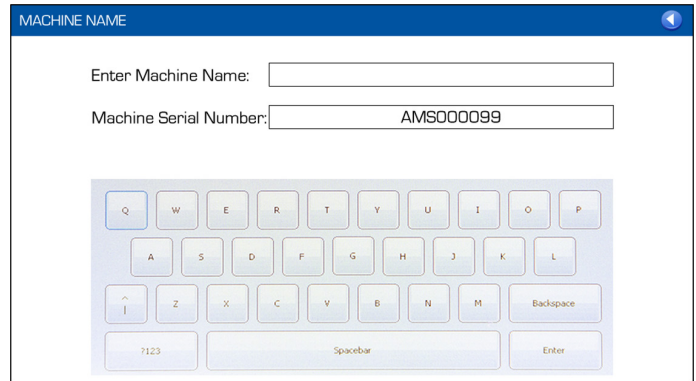 MACHINE NAME
Enter Machine Name:
Machine Serial Number: AMS000099
Q W E R T Y U I O P
A S D F G H J K L
Z X C V B N M Backspace
?123 Spacebar Enter